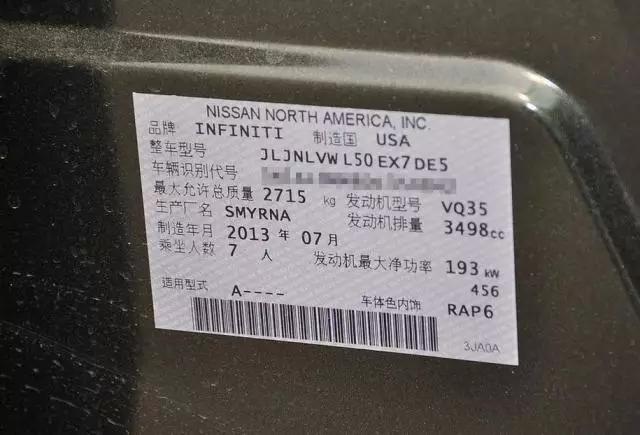 NISSAN NORTH AMERICA, INC.
品牌 INFINITI 制造国 USA
整车型号 JLJNLVW L50 EX7 DE5
车辆识别代号
最大允许总质量 2715 kg 发动机型号 VQ35
生产厂名 SMYRNA 发动机排量 3498cc
制造年月 2013 年 07 月
乘坐人数 7 人 发动机最大净功率 193 kW
456
适用型式 A---- 车体色内饰 RAP6
3JA0A